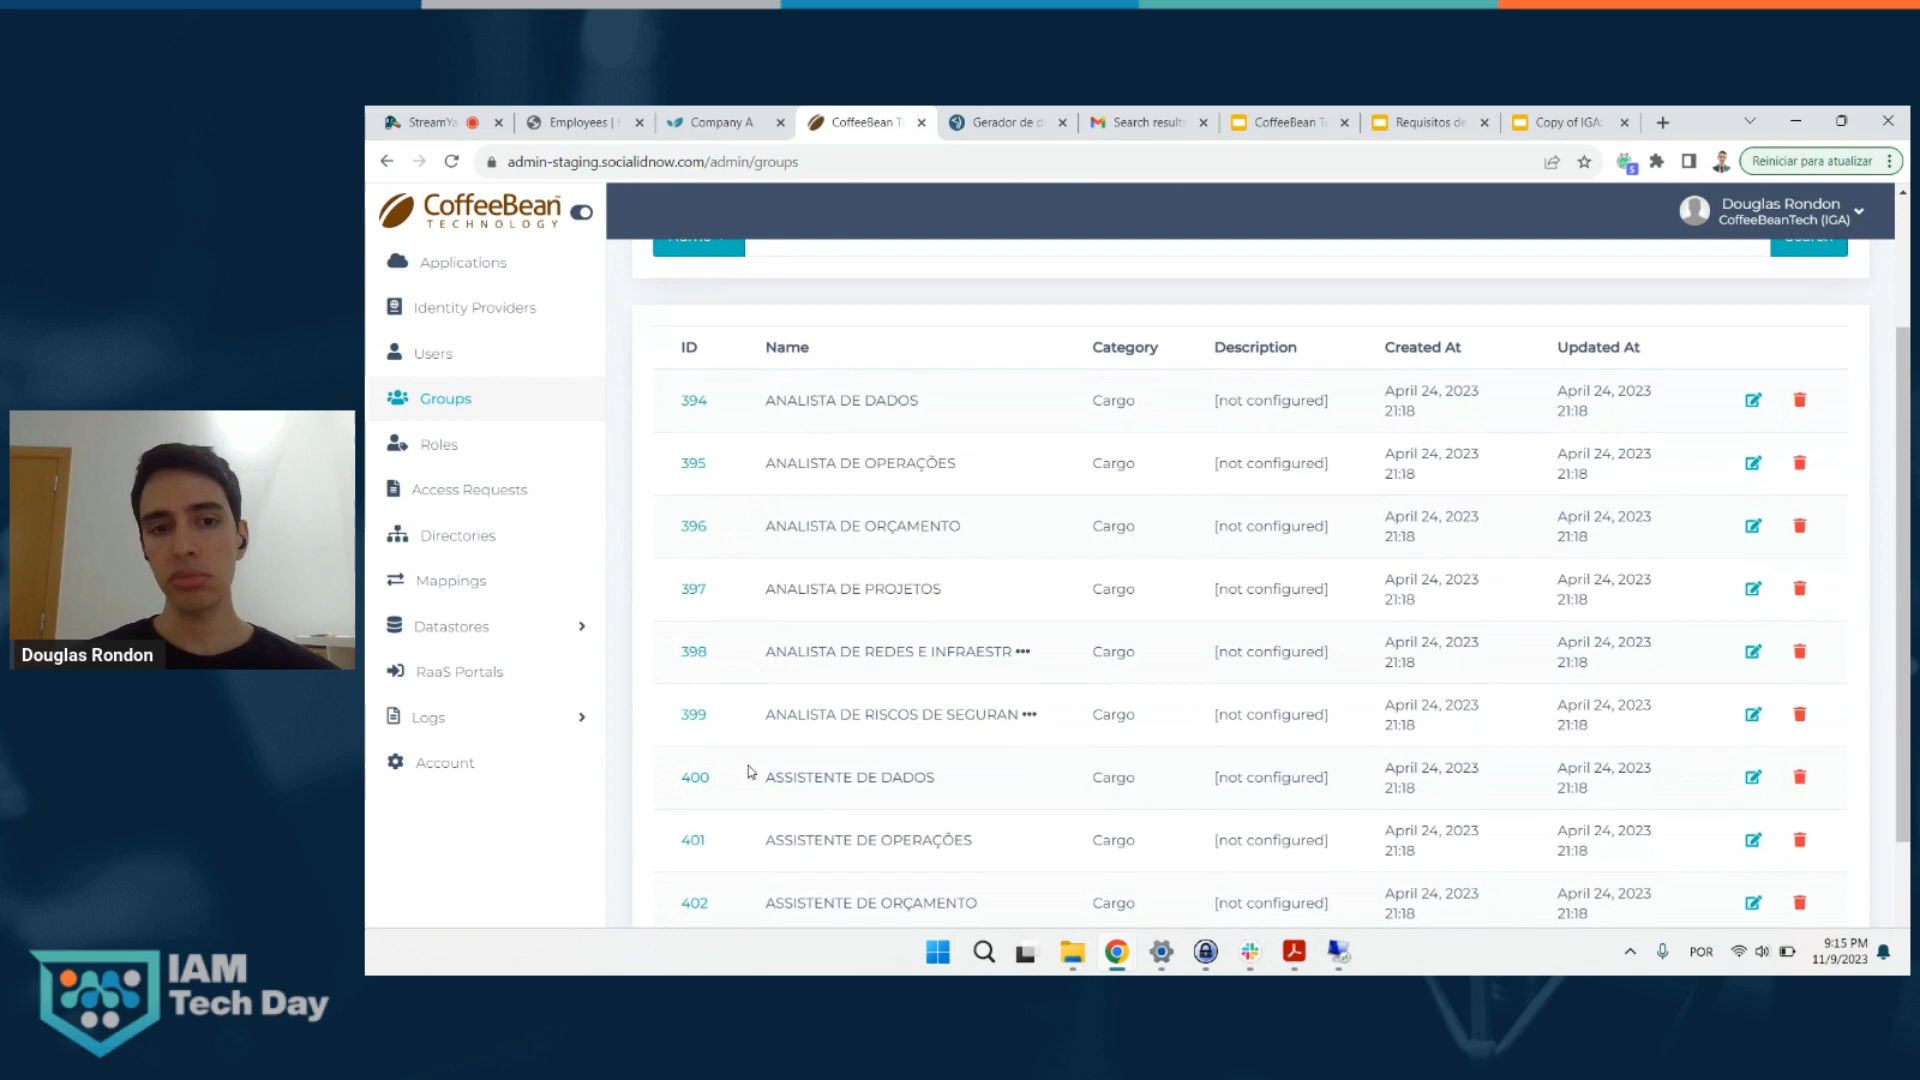 StreamYa
Employees |
Company A
CoffeeBean T
Gerador de d
Search results
CoffeeBean T
Requisitos de
Copy of IGA:
admin-staging.socialidnow.com/admin/groups
Reiniciar para atualizar
CoffeeBean™
TECHNOLOGY
Douglas Rondon
CoffeeBeanTech (IGA)
Applications
Identity Providers
Users
Groups
Roles
Access Requests
Directories
Mappings
Datastores
RaaS Portals
Logs
Account
ID Name Category Description Created At Updated At
394 ANALISTA DE DADOS Cargo [not configured] April 24, 2023 21:18 April 24, 2023 21:18
395 ANALISTA DE OPERAÇÕES Cargo [not configured] April 24, 2023 21:18 April 24, 2023 21:18
396 ANALISTA DE ORÇAMENTO Cargo [not configured] April 24, 2023 21:18 April 24, 2023 21:18
397 ANALISTA DE PROJETOS Cargo [not configured] April 24, 2023 21:18 April 24, 2023 21:18
398 ANALISTA DE REDES E INFRAESTR ••• Cargo [not configured] April 24, 2023 21:18 April 24, 2023 21:18
399 ANALISTA DE RISCOS DE SEGURAN ••• Cargo [not configured] April 24, 2023 21:18 April 24, 2023 21:18
400 ASSISTENTE DE DADOS Cargo [not configured] April 24, 2023 21:18 April 24, 2023 21:18
401 ASSISTENTE DE OPERAÇÕES Cargo [not configured] April 24, 2023 21:18 April 24, 2023 21:18
402 ASSISTENTE DE ORÇAMENTO Cargo [not configured] April 24, 2023 21:18 April 24, 2023 21:18
POR
9:15 PM
11/9/2023
Douglas Rondon
IAM
Tech Day